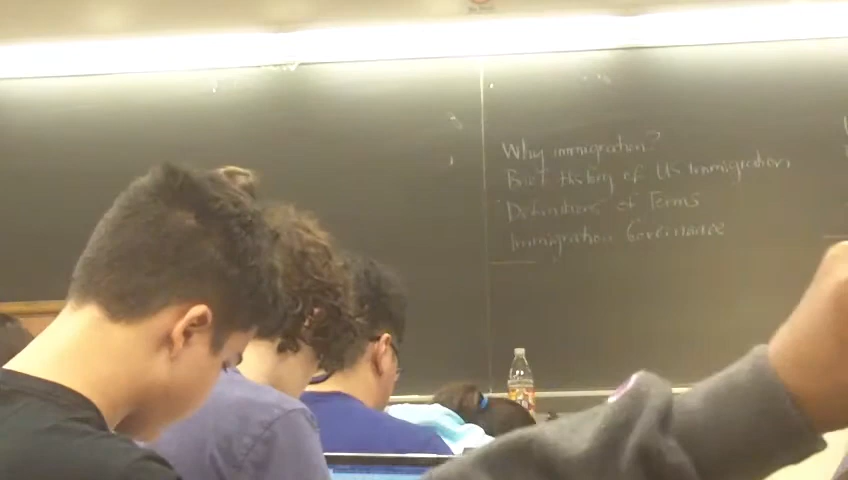 Why immigration?
Brief History of US Immigration
Definitions of Terms
Immigration Governance